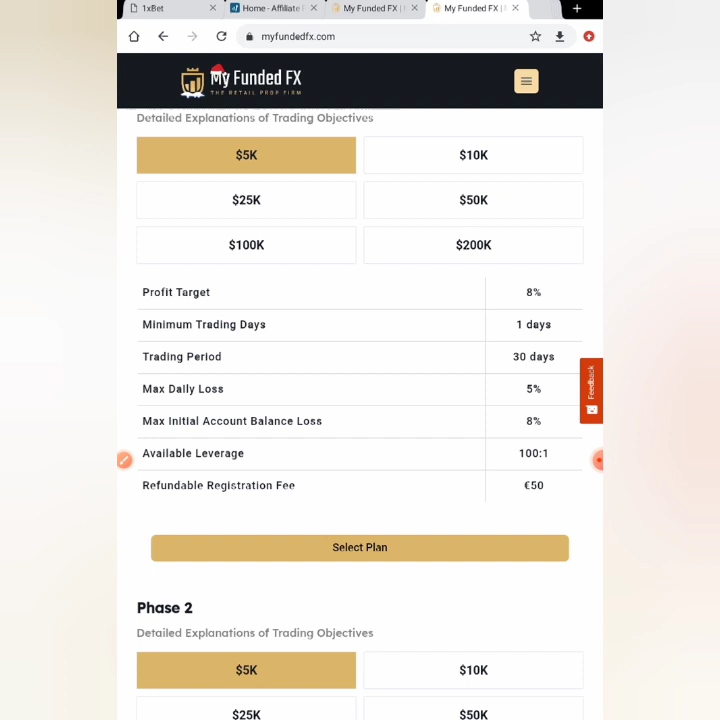 1xBet
Home - Affiliate
My Funded FX |
My Funded FX |
myfundedfx.com
My Funded FX
THE RETAIL PROP FIRM
Detailed Explanations of Trading Objectives
$5K
$10K
$25K
$50K
$100K
$200K
Profit Target 8%
Minimum Trading Days 1 days
Trading Period 30 days
Max Daily Loss 5%
Max Initial Account Balance Loss 8%
Available Leverage 100:1
Refundable Registration Fee €50
Feedback
Select Plan
Phase 2
Detailed Explanations of Trading Objectives
$5K
$10K
$25K
$50K